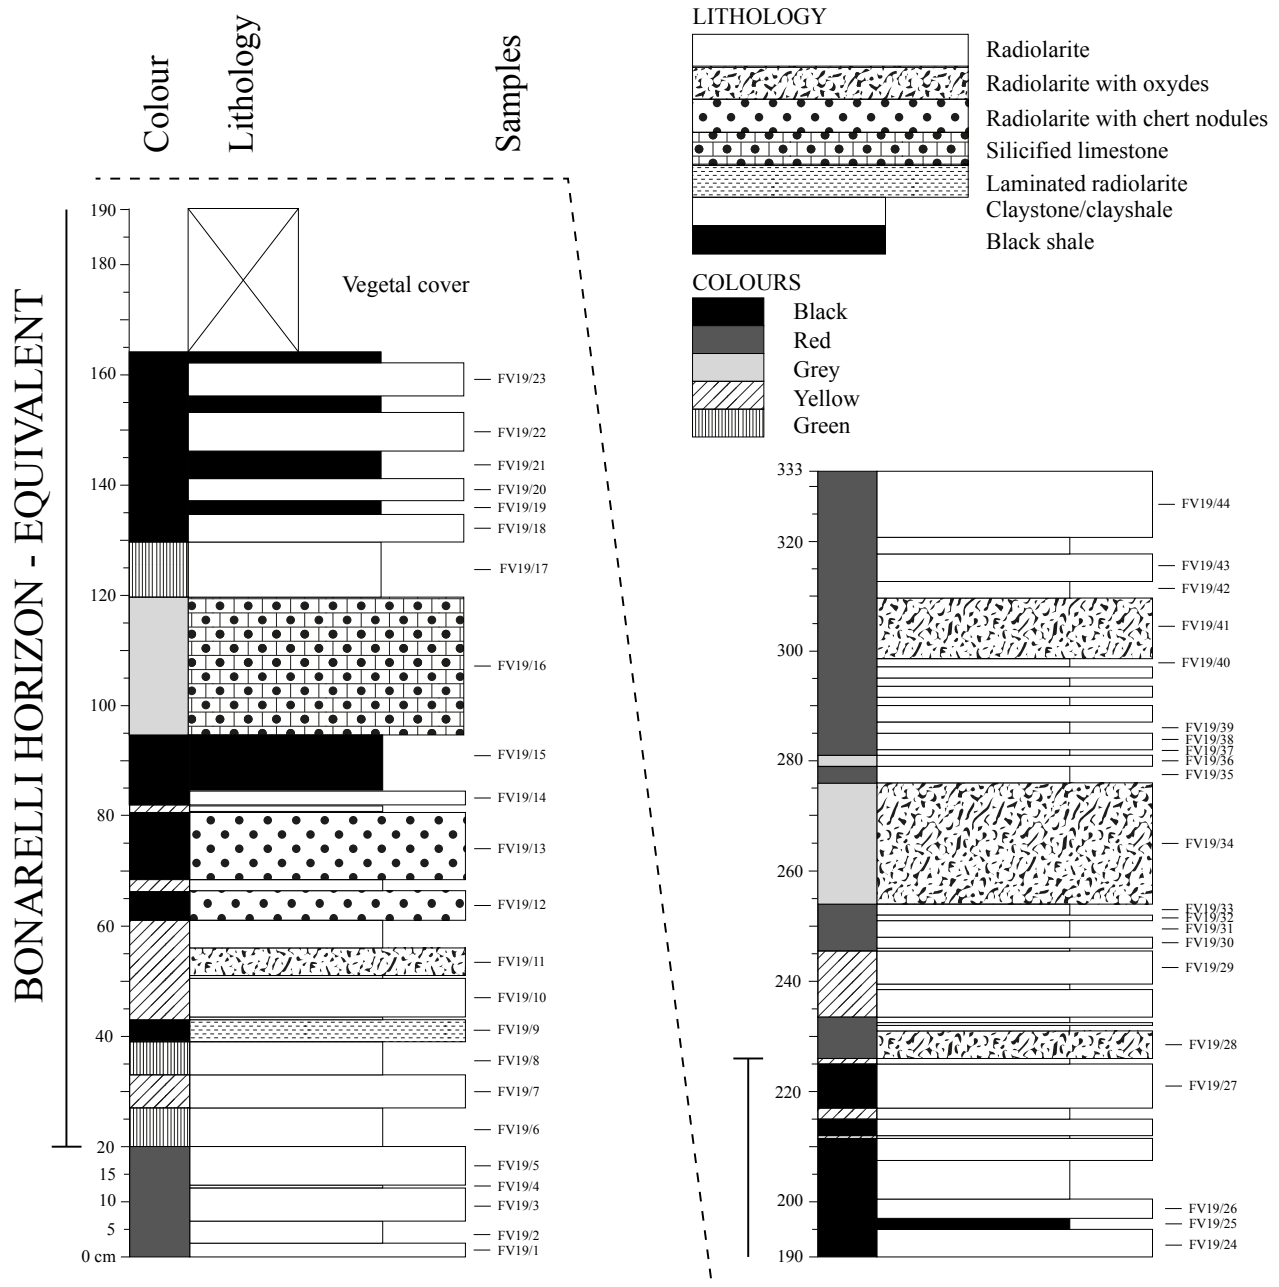 Colour
Lithology
Samples
BONARELLI HORIZON - EQUIVALENT
190
180
160
140
120
100
80
60
40
20
15
10
5
0 cm
Vegetal cover
FV19/23
FV19/22
FV19/21
FV19/20
FV19/19
FV19/18
FV19/17
FV19/16
FV19/15
FV19/14
FV19/13
FV19/12
FV19/11
FV19/10
FV19/9
FV19/8
FV19/7
FV19/6
FV19/5
FV19/4
FV19/3
FV19/2
FV19/1
LITHOLOGY
Radiolarite
Radiolarite with oxydes
Radiolarite with chert nodules
Silicified limestone
Laminated radiolarite
Claystone/clayshale
Black shale
COLOURS
Black
Red
Grey
Yellow
Green
333
320
300
280
260
240
220
200
190
FV19/44
FV19/43
FV19/42
FV19/41
FV19/40
FV19/39
FV19/38
FV19/37
FV19/36
FV19/35
FV19/34
FV19/33
FV19/32
FV19/31
FV19/30
FV19/29
FV19/28
FV19/27
FV19/26
FV19/25
FV19/24